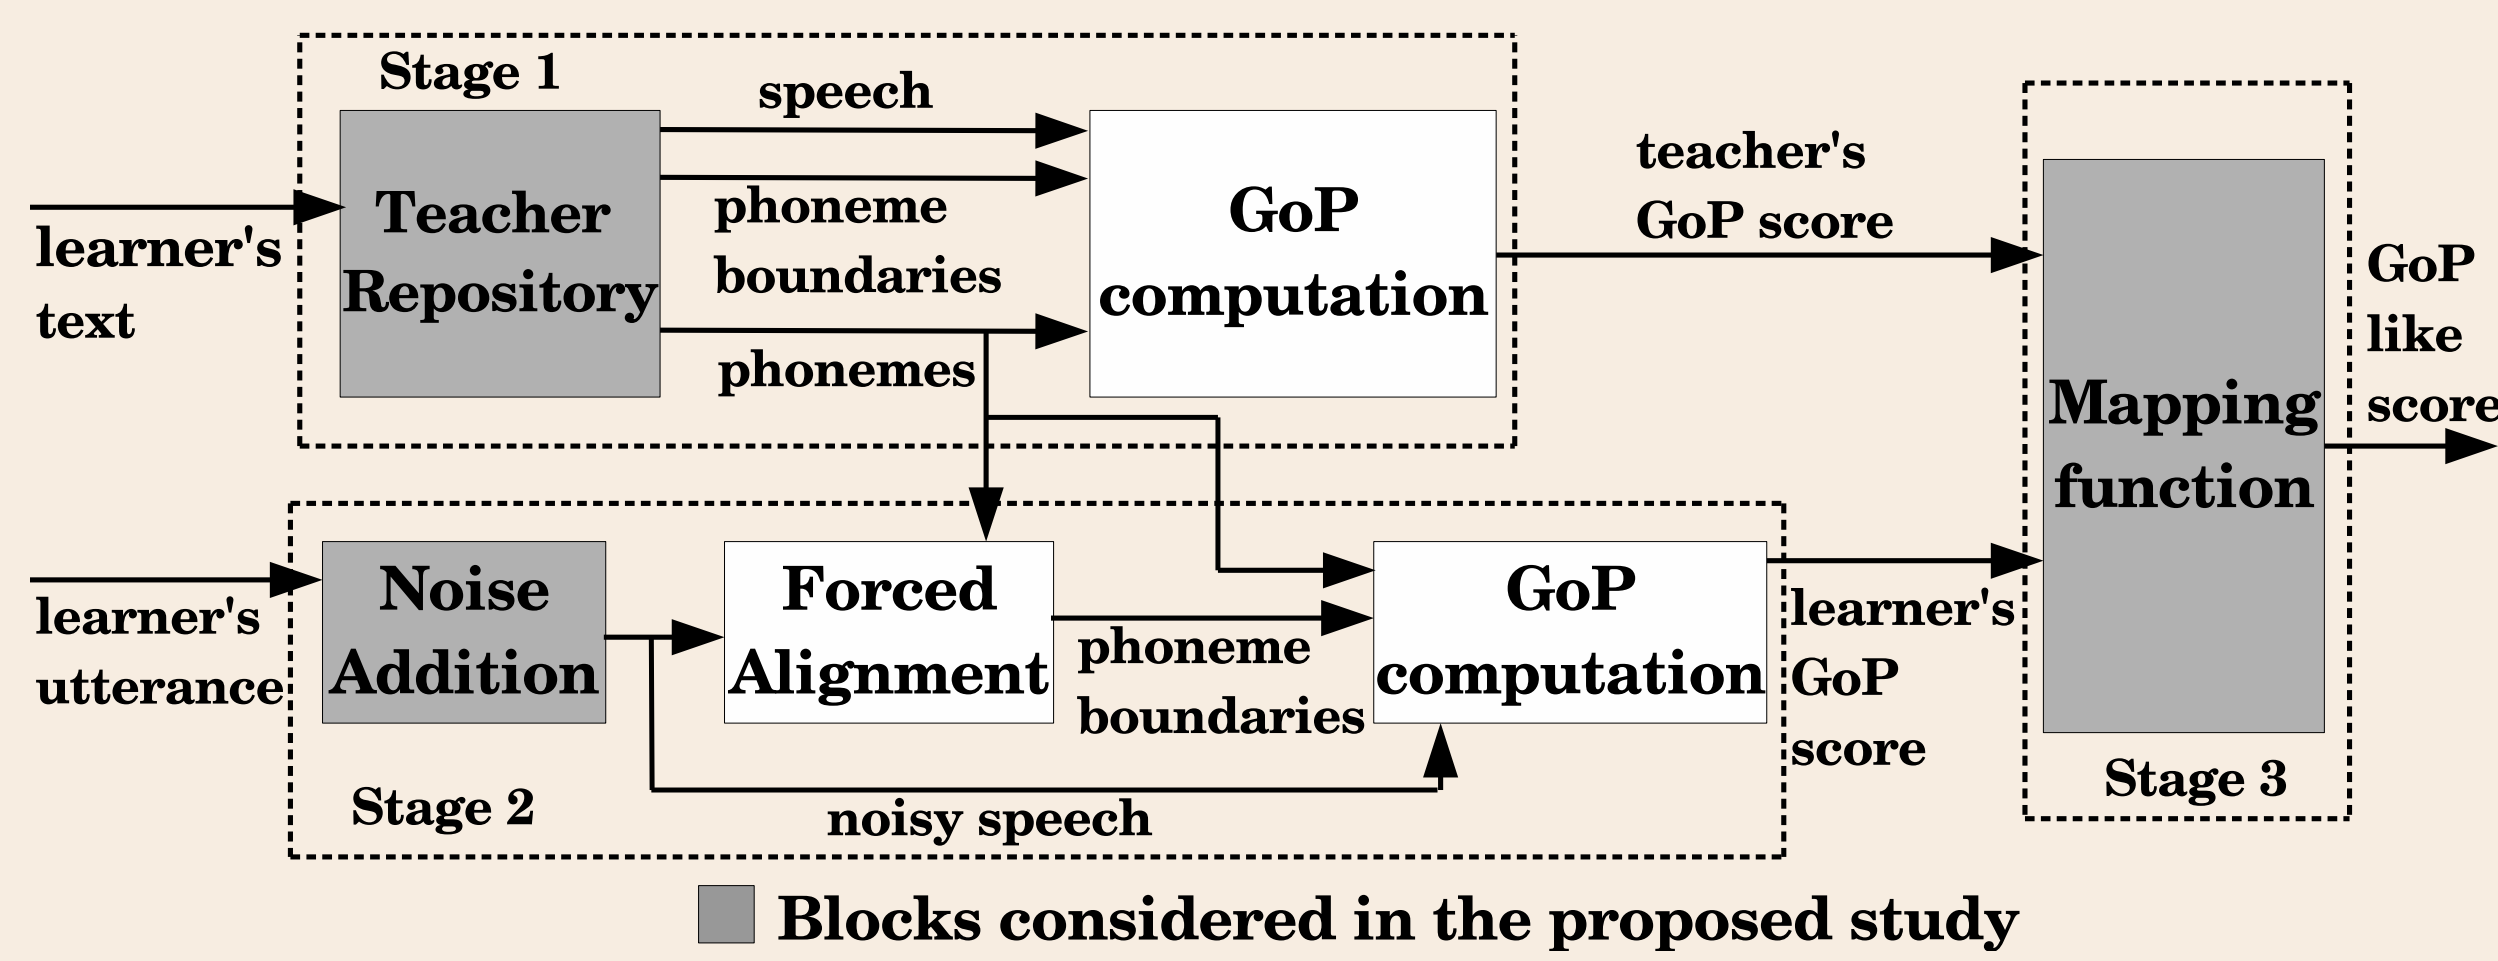 Stage 1
speech
teacher's
GoP score
learner's
text
Teacher
Repository
phoneme
boundaries
phonemes
GoP
computation
GoP
like
score
Mapping
function
learner's
utterance
Noise
Addition
Forced
Alignment
phoneme
boundaries
GoP
computation
learner's
GoP
score
Stage 2
noisy speech
Stage 3
Blocks considered in the proposed study